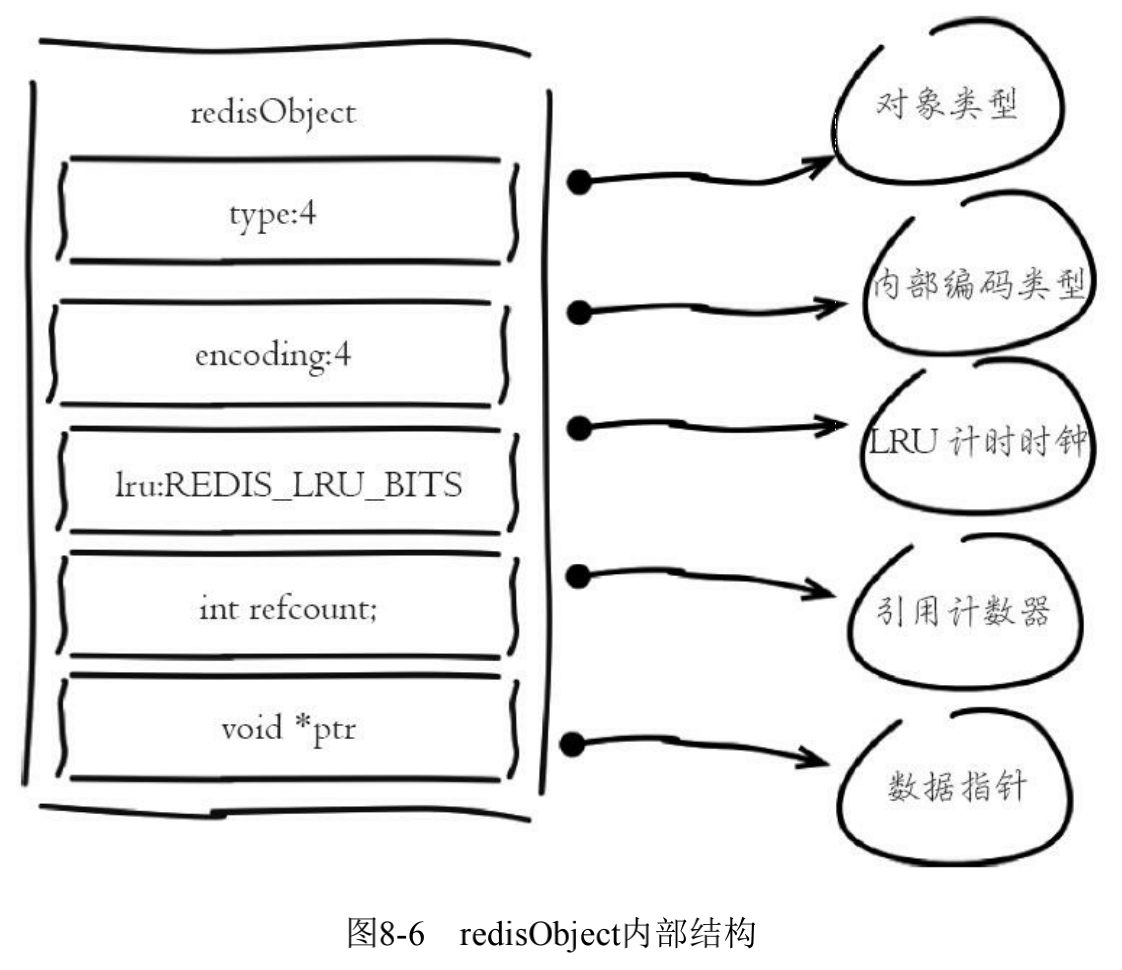 redisObject
type:4
对象类型
encoding:4
内部编码类型
lru:REDIS_LRU_BITS
LRU 计时时钟
int refcount;
引用计数器
void *ptr
数据指针
图8-6 redisObject内部结构